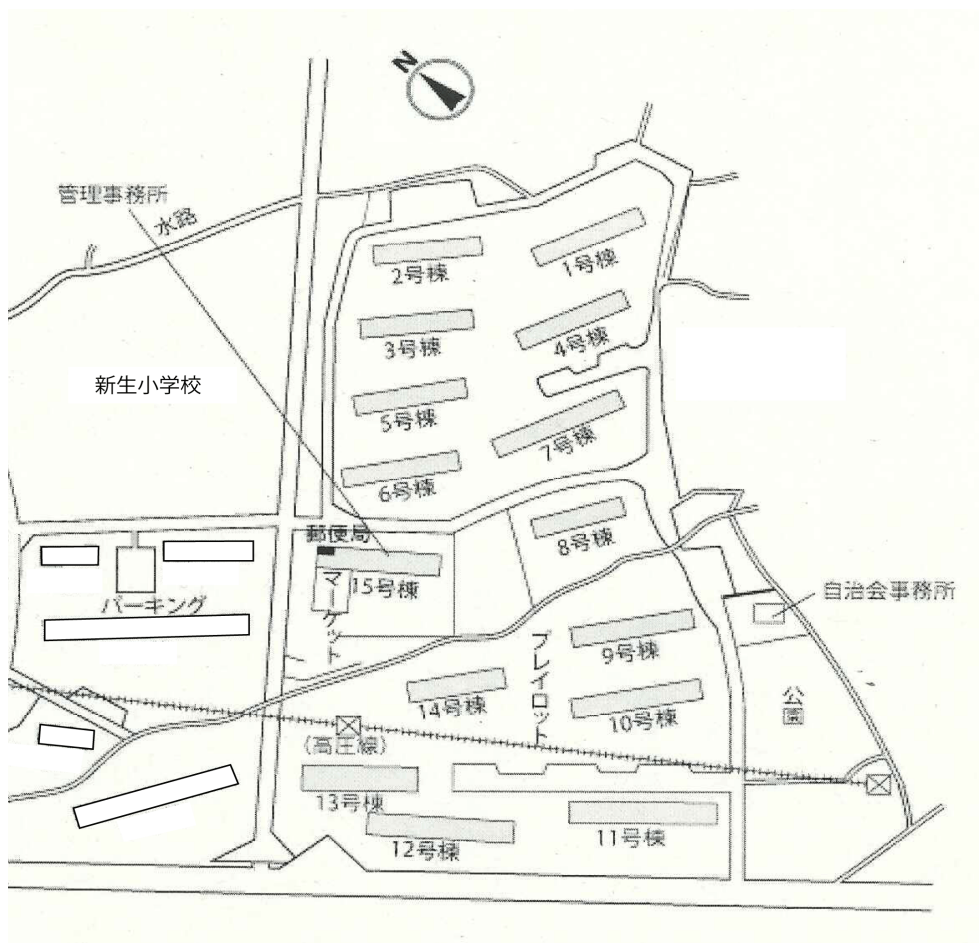 N
管理事務所
水路
2号棟
1号棟
3号棟
4号棟
新生小学校
5号棟
7号棟
6号棟
郵便局
8号棟
15号棟
マーケット
パーキング
自治会事務所
9号棟
プレイロット
14号棟
10号棟
公園
(高圧線)
13号棟
12号棟
11号棟